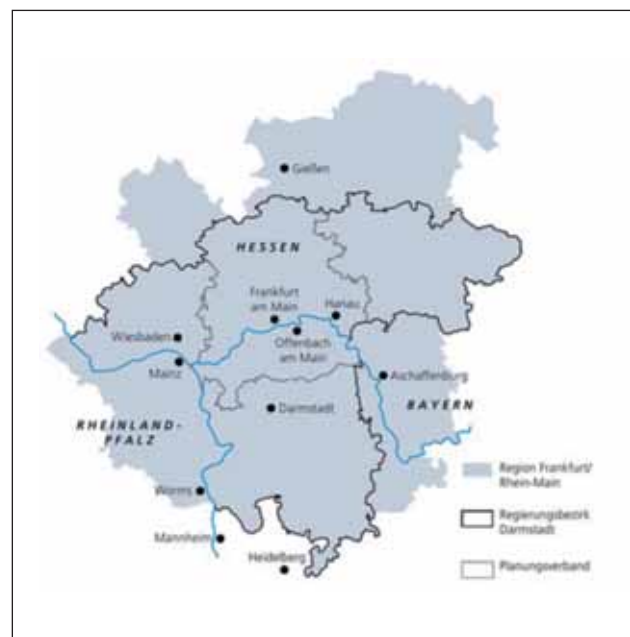 Gießen
HESSEN
Frankfurt
am Main
Hanau
Wiesbaden
Offenbach
am Main
Mainz
Aschaffenburg
Darmstadt
BAYERN
RHEINLAND-
PFALZ
Region Frankfurt/
Rhein-Main
Worms
Regierungsbezirk
Darmstadt
Mannheim
Heidelberg
Planungsverband